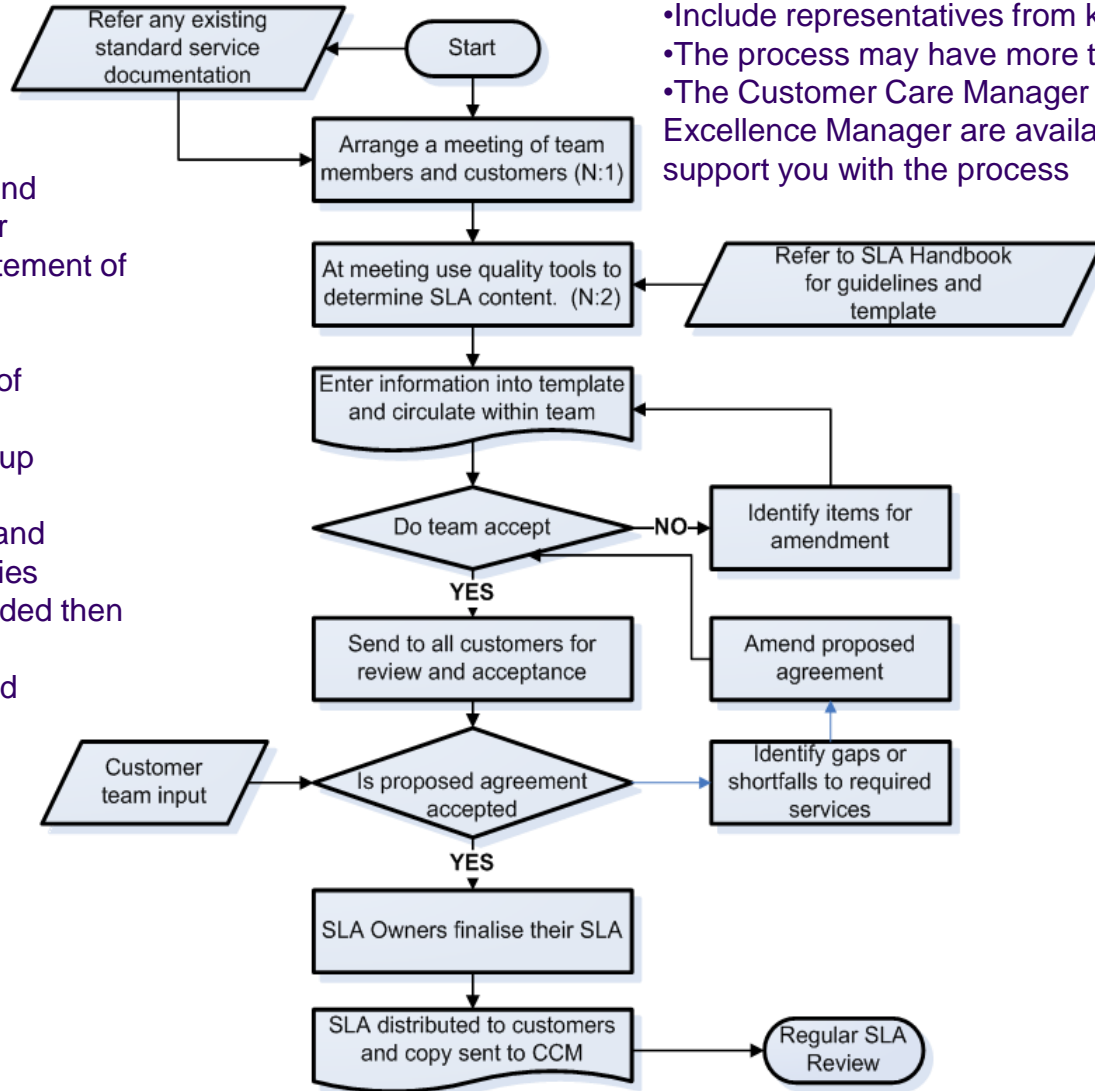 Refer any existing
standard service
documentation
Start
•Include representatives from
•The process may have more
•The Customer Care Manager
Excellence Manager are
support you with the process
Arrange a meeting of team
members and customers (N:1)
At meeting use quality tools to
determine SLA content. (N:2)
Refer to SLA Handbook
for guidelines and
template
of
up
and
ded then
Enter information into template
and circulate within team
Do team accept
NO
Identify items for
amendment
YES
Send to all customers for
review and acceptance
Amend proposed
agreement
Customer
team input
Is proposed agreement
accepted
Identify gaps or
shortfalls to required
services
YES
SLA Owners finalise their SLA
SLA distributed to customers
and copy sent to CCM
Regular SLA
Review